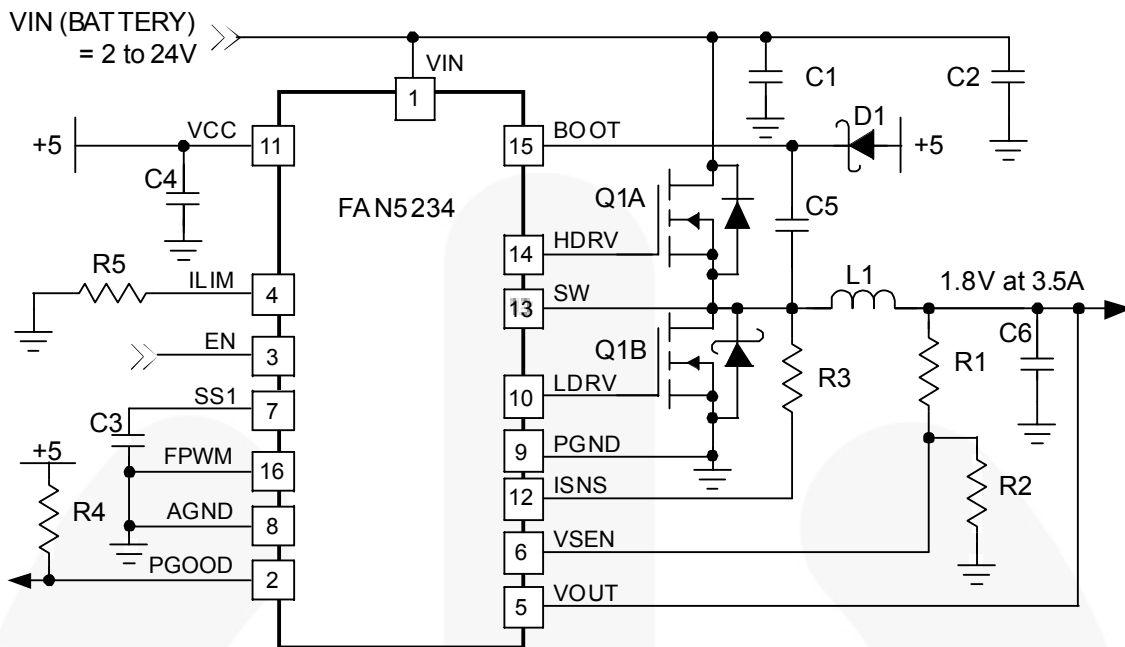 VIN (BATTERY)
= 2 to 24V
VIN
1
C1
C2
+5
VCC
11
15
BOOT
D1
+5
C4
FAN5234
Q1A
C5
14
HDRV
R5
ILIM
4
13
SW
L1
1.8V at 3.5A
EN
3
Q1B
R3
R1
C6
SS1
7
10
LDRV
C3
+5
FPWM
16
9
PGND
R4
AGND
8
12
ISNS
R2
PGOOD
2
6
VSEN
5
VOUT